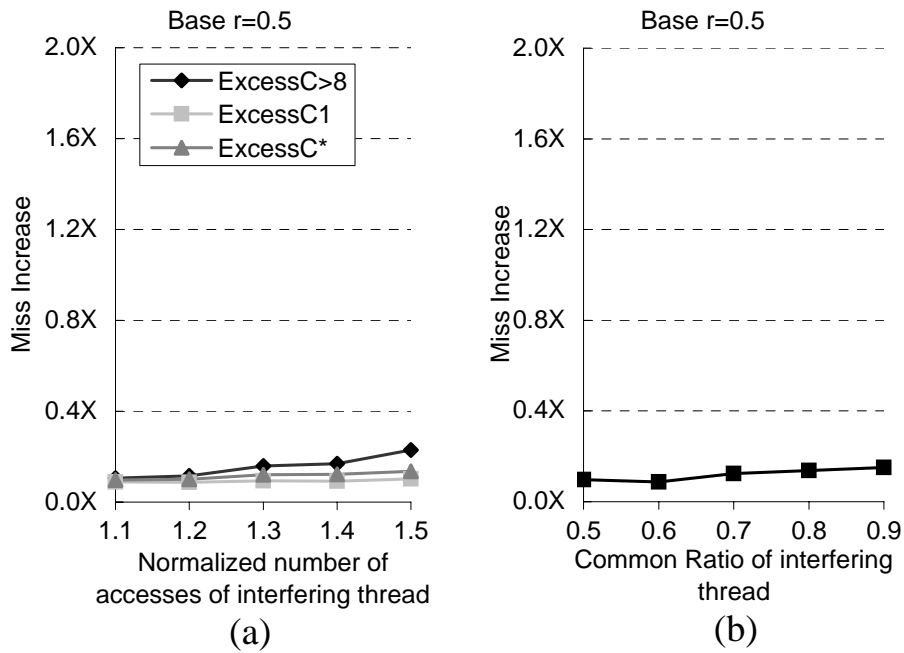 Base r=0.5
2.0X
1.6X
1.2X
0.8X
0.4X
0.0X
Miss Increase
ExcessC>8
ExcessC1
ExcessC*
1.1 1.2 1.3 1.4 1.5
Normalized number of
accesses of interfering thread
(a)
Base r=0.5
2.0X
1.6X
1.2X
0.8X
0.4X
0.0X
Miss Increase
0.5 0.6 0.7 0.8 0.9
Common Ratio of interfering
thread
(b)